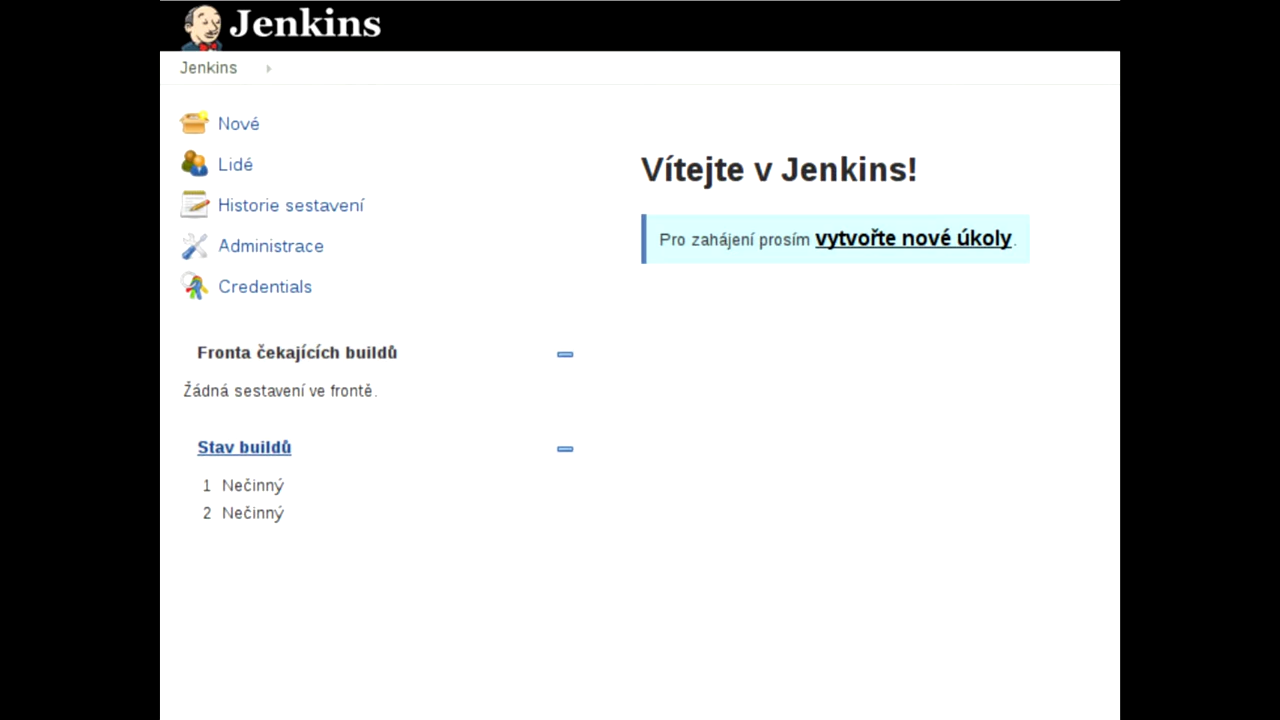 Jenkins
Jenkins
Nové
Lidé
Historie sestavení
Administrace
Credentials
Fronta čekajících buildů
Žádná sestavení ve frontě.
Stav buildů
1 Nečinný
2 Nečinný
Vítejte v Jenkins!
Pro zahájení prosím vytvořte nové úkoly.